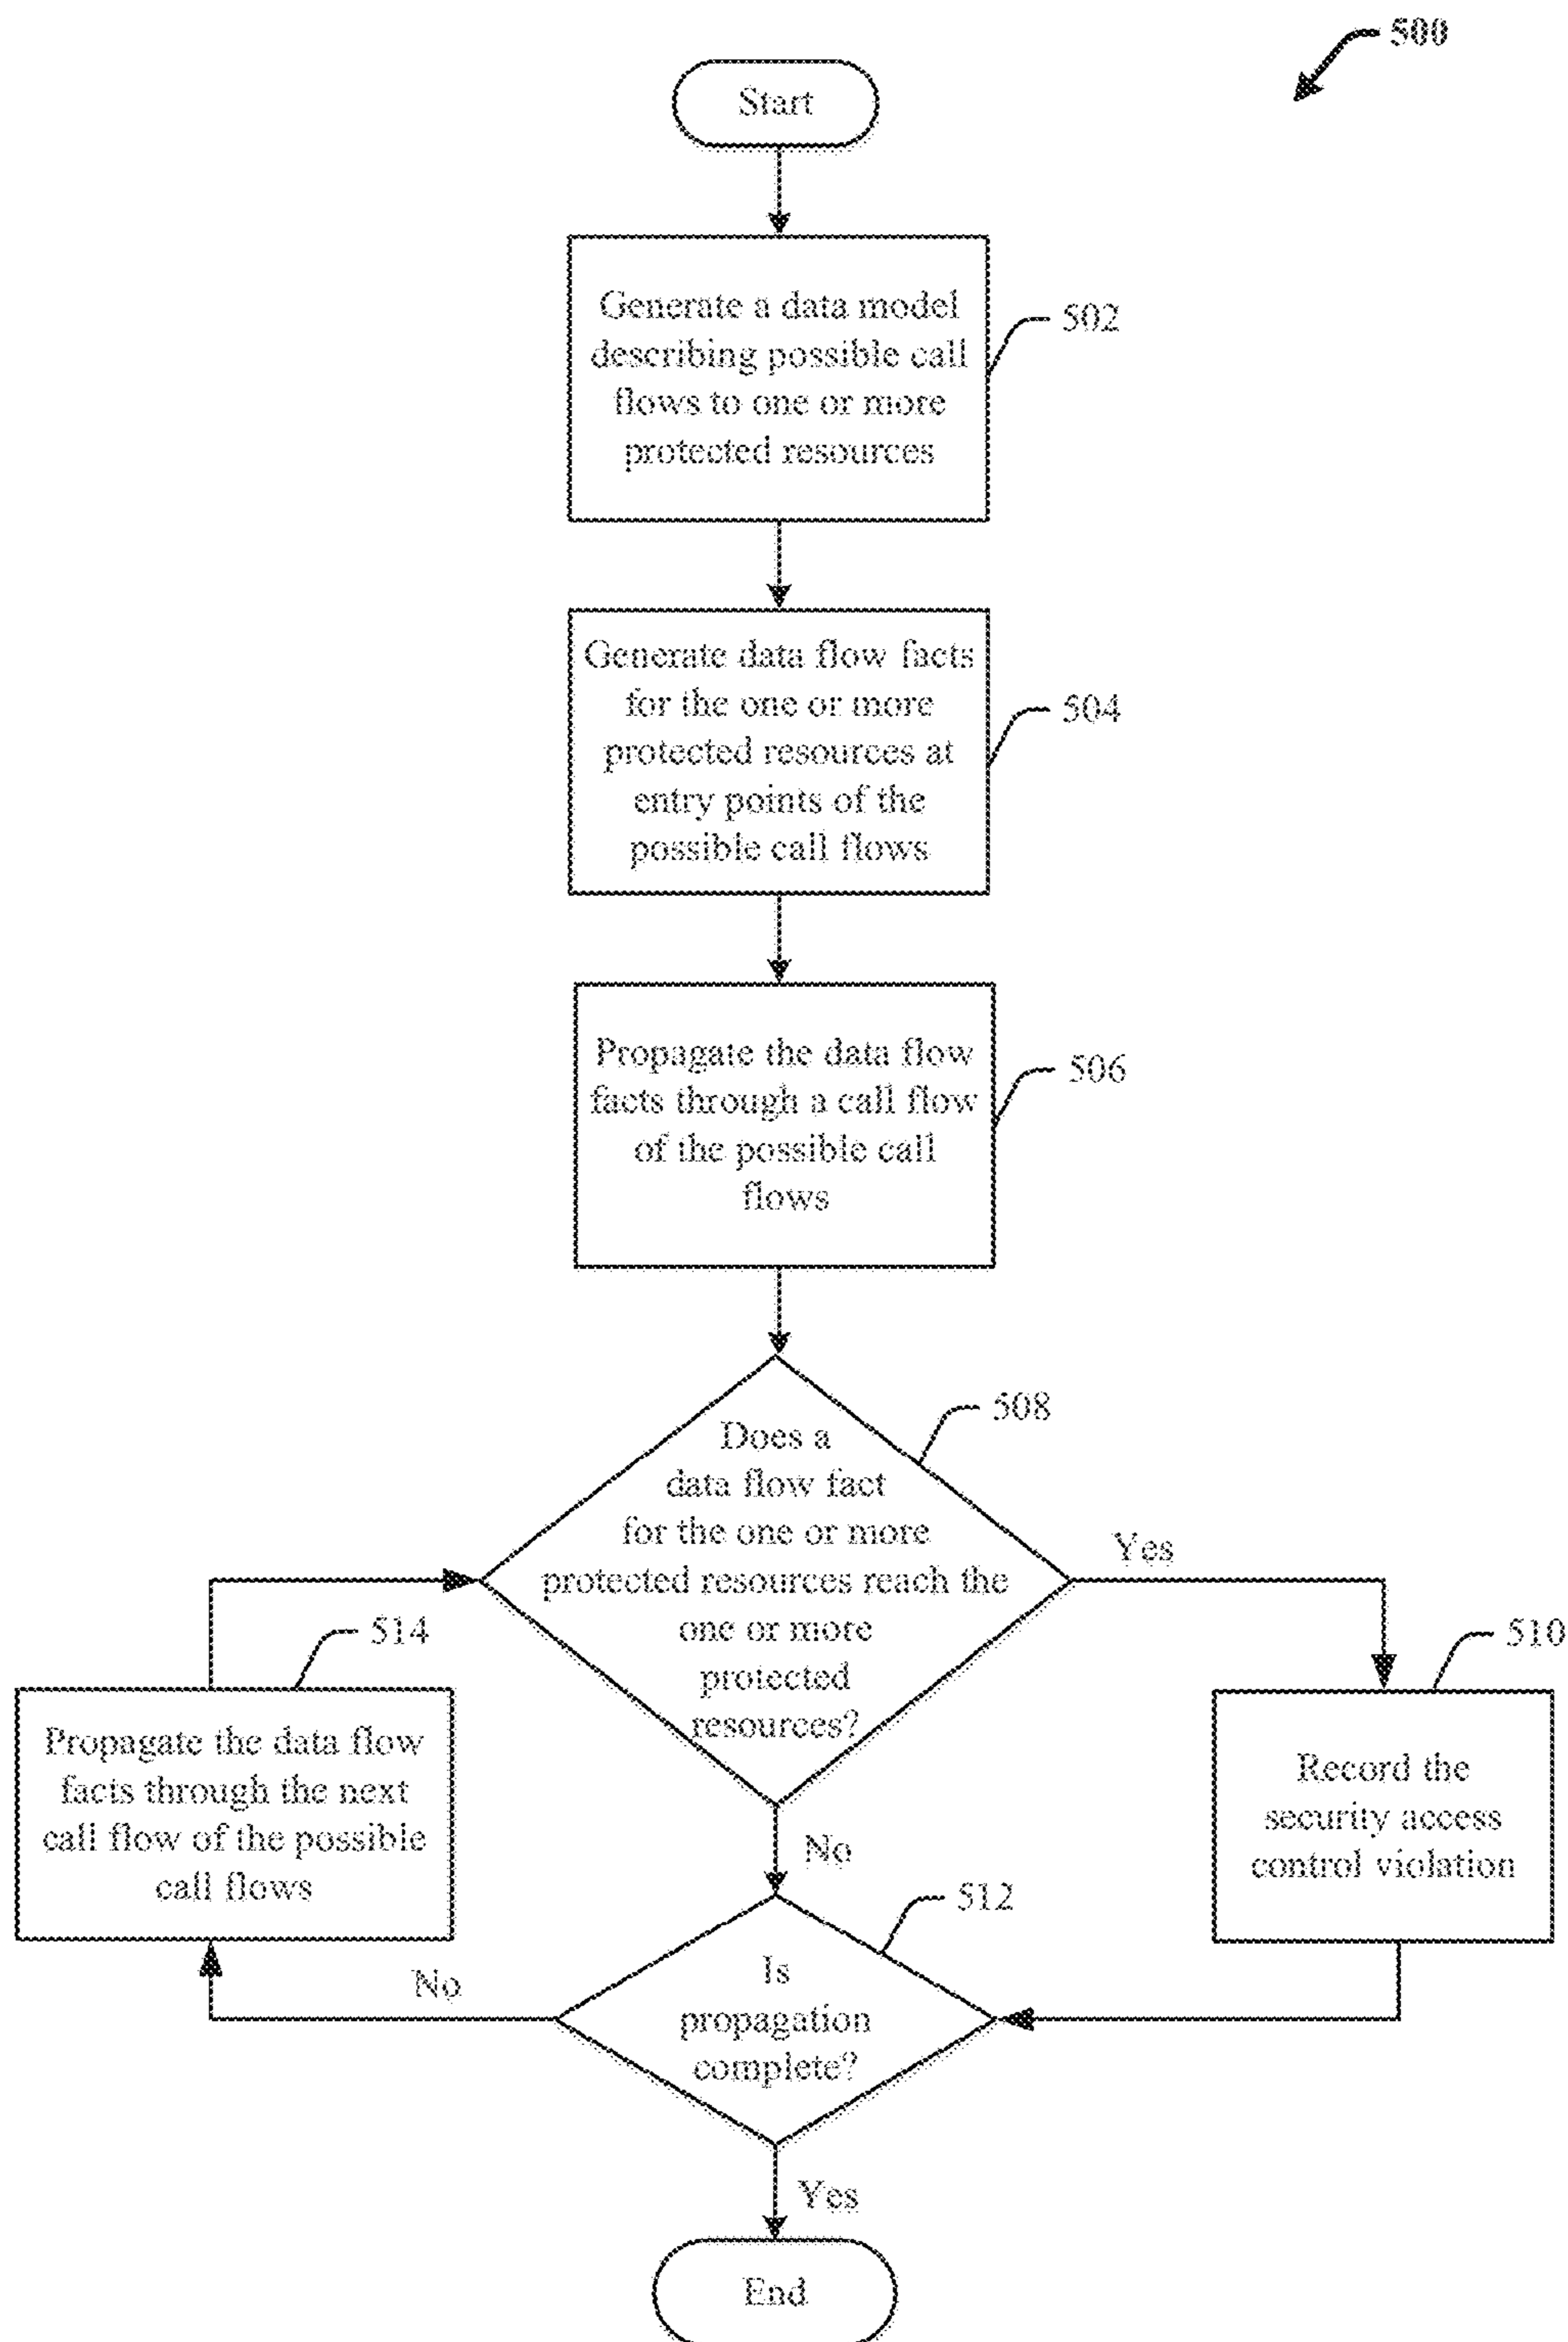 500
Start
Generate a data model
describing possible call
flows to one or more
protected resources
502
Generate data flow facts
for the one or more
protected resources at
entry points of the
possible call flows
504
Propagate the data flow
facts through a call flow
of the possible call
flows
506
Does a
data flow fact
for the one or more
protected resources reach the
one or more
protected
resources?
508
Yes
510
Record the
security access
control violation
514
Propagate the data flow
facts through the next
call flow of the possible
call flows
No
512
Is
propagation
complete?
No
Yes
End